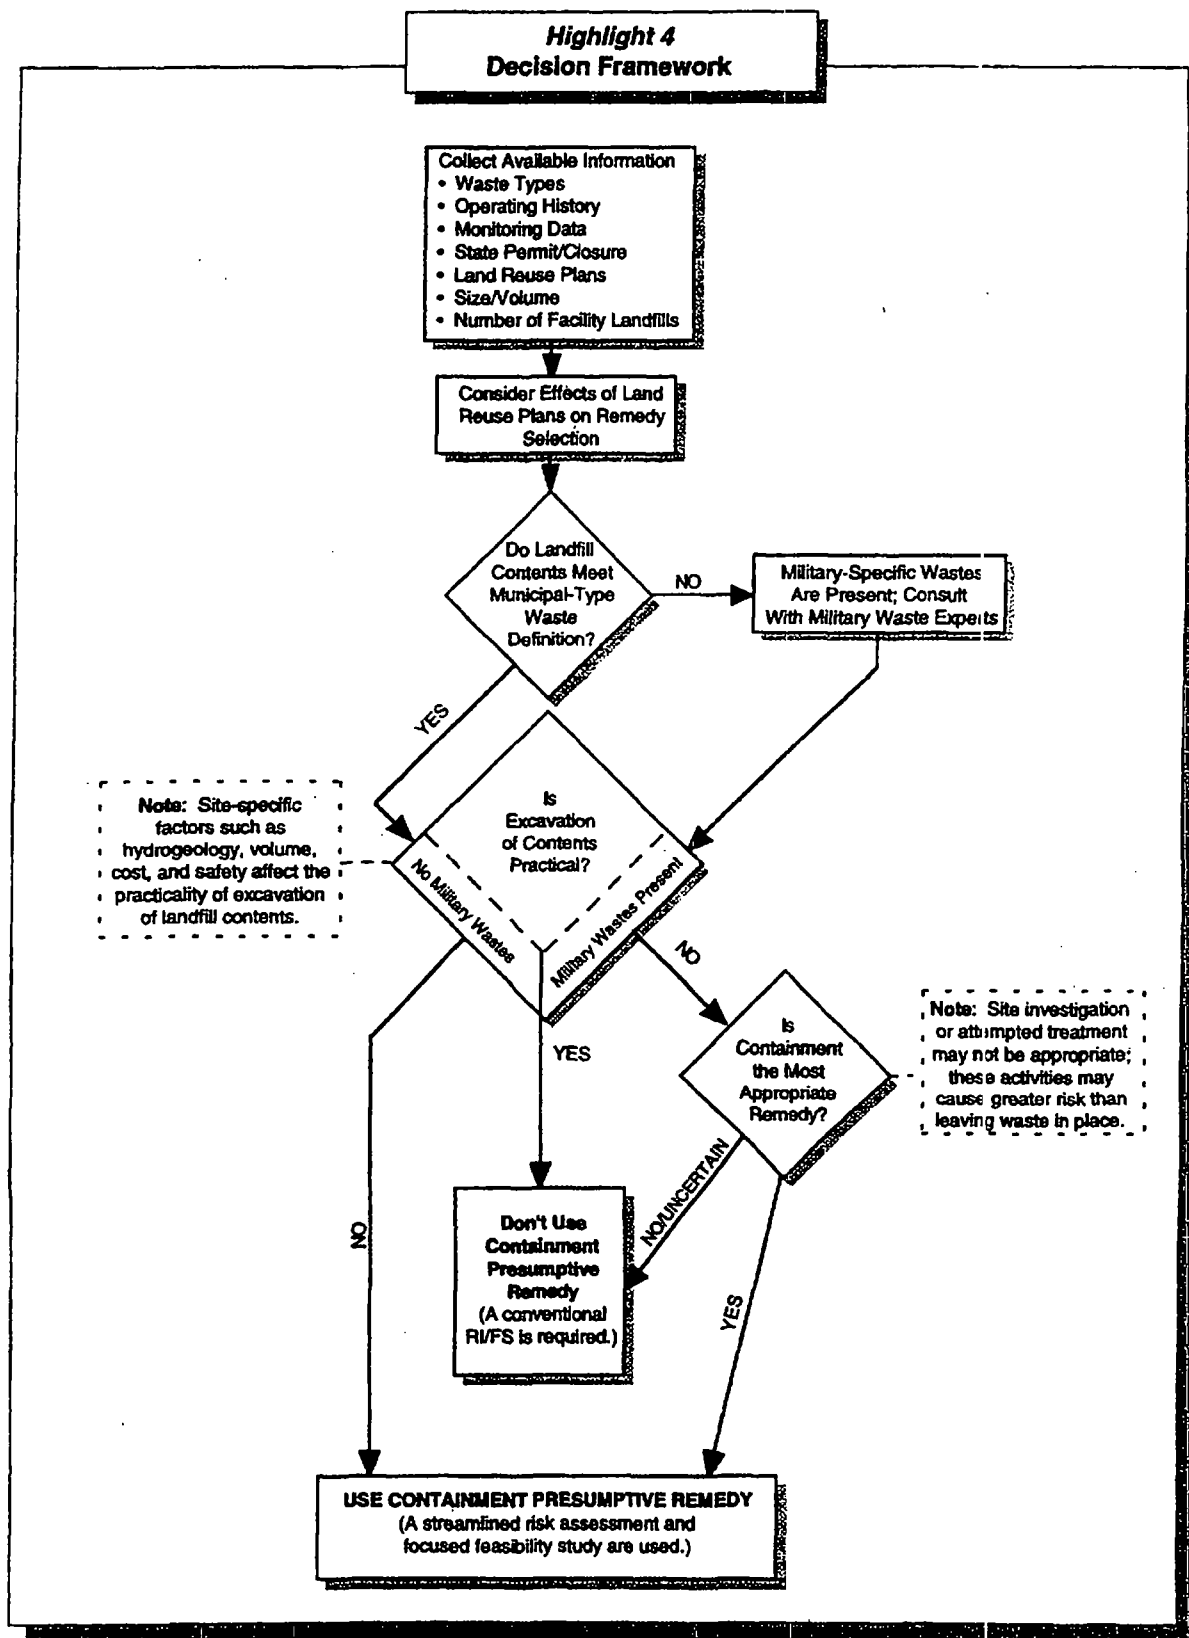 Highlight 4
Decision Framework
Collect Available Information
• Waste Types
• Operating History
• Monitoring Data
• State Permit/Closure
• Land Reuse Plans
• Size/Volume
• Number of Facility Landfills
Consider Effects of Land
Reuse Plans on Remedy
Selection
Do Landfill
Contents Meet
Municipal-Type
Waste
Definition?
NO
Military-Specific Wastes
Are Present; Consult
With Military Waste Experts
YES
Is
Excavation
of Contents
Practical?
No Military Wastes
Military Wastes Present
Note: Site-specific
factors such as
hydrogeology, volume,
cost, and safety affect the
practicality of excavation
of landfill contents.
NO
YES
Is
Containment
the Most
Appropriate
Remedy?
Note: Site investigation
or attempted treatment
may not be appropriate;
these activities may
cause greater risk than
leaving waste in place.
NO
NO/UNCERTAIN
YES
Don't Use
Containment
Presumptive
Remedy
(A conventional
RI/FS is required.)
USE CONTAINMENT PRESUMPTIVE REMEDY
(A streamlined risk assessment and
focused feasibility study are used.)